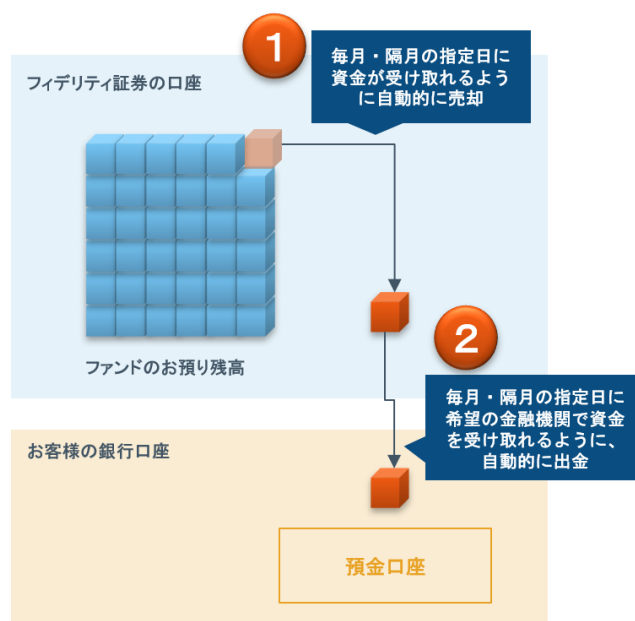 1
毎月・隔月の指定日に
資金が受け取れるよう
に自動的に売却
フィデリティ証券の口座
ファンドのお預り残高
2
毎月・隔月の指定日に
希望の金融機関で資金
を受け取れるように、
自動的に出金
お客様の銀行口座
預金口座